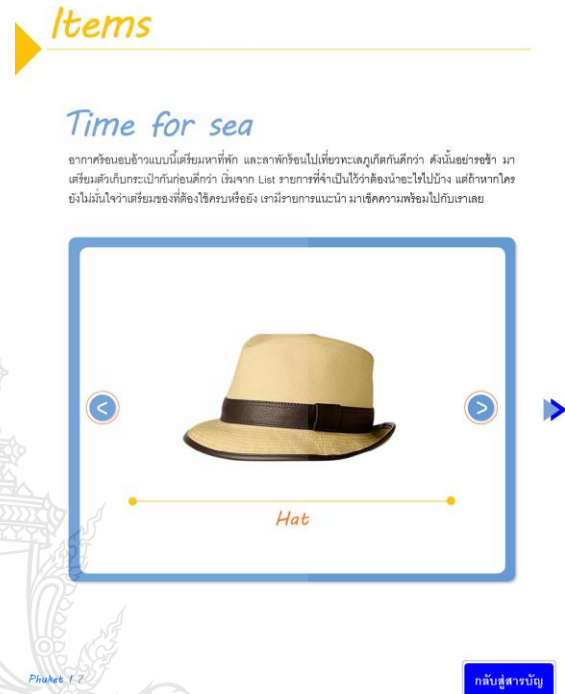 Items
Time for sea
อากาศร้อนอบอ้าวแบบนี้เตรียมหาที่พัก และลาพักร้อนไปเที่ยวทะเลภูเก็ตกันดีกว่า ดังนั้นอย่ารอช้า มา
เตรียมตัวเก็บกระเป๋ากันก่อนดีกว่า เริ่มจาก List รายการที่จำเป็นไว้ว่าต้องนำอะไรไปบ้าง แต่ถ้าหากใคร
ยังไม่มั่นใจว่าเตรียมของที่ต้องใช้ครบหรือยัง เรามีรายการแนะนำ มาเช็คความพร้อมไปกับเราเลย
< >
Hat
Phuket | 7
กลับสู่สารบัญ